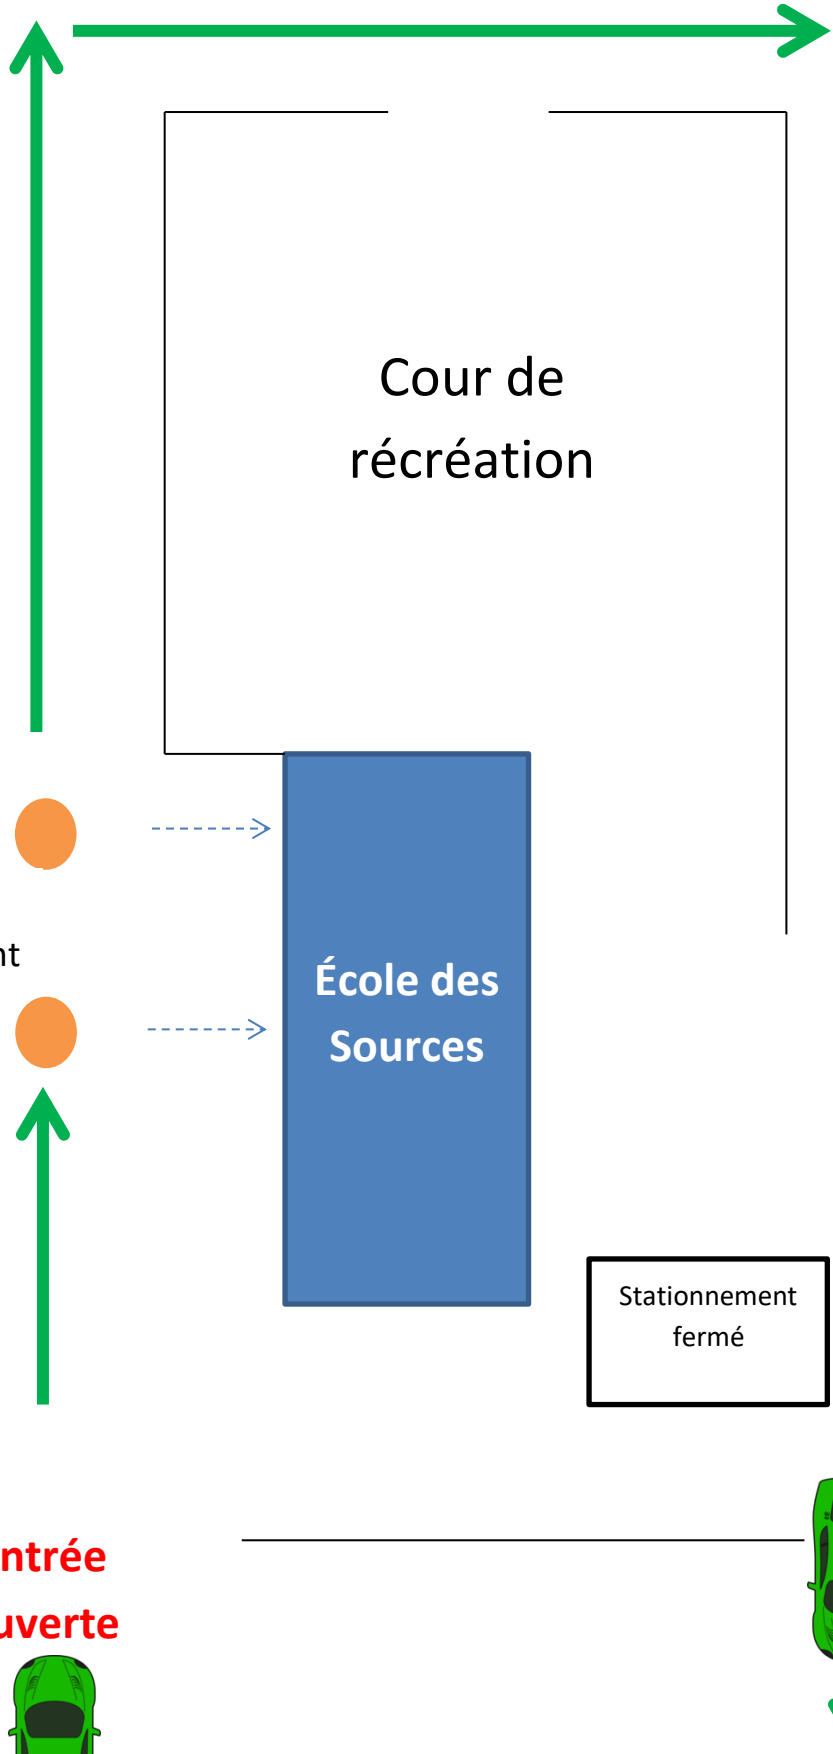 Cour de
récréation
nt
École des
Sources
Stationnement
fermé
ntrée
uverte